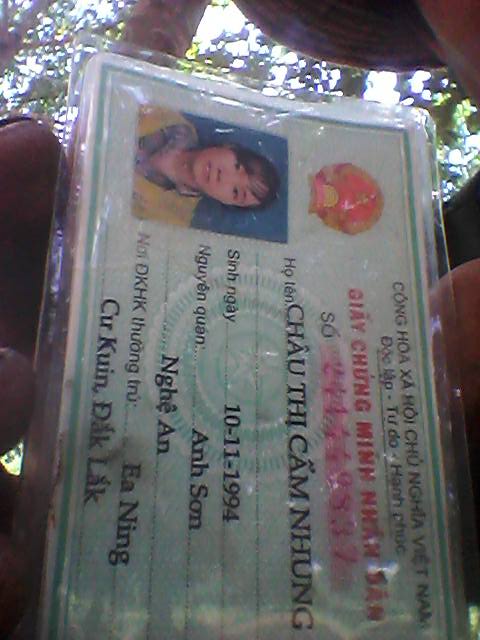 CỘNG HÒA XÃ HỘI CHỦ NGHĨA VIỆT NAM
Độc lập - Tự do - Hạnh phúc
GIẤY CHỨNG MINH NHÂN DÂN
SỐ
Họ tên: CHÂU THỊ CẨM NHUNG
Sinh ngày 10-11-1994
Nguyên quán: Anh Sơn
Nghệ An
Nơi ĐKHK thường trú: Ea Ning
Cư Kuin, Đắk Lắk